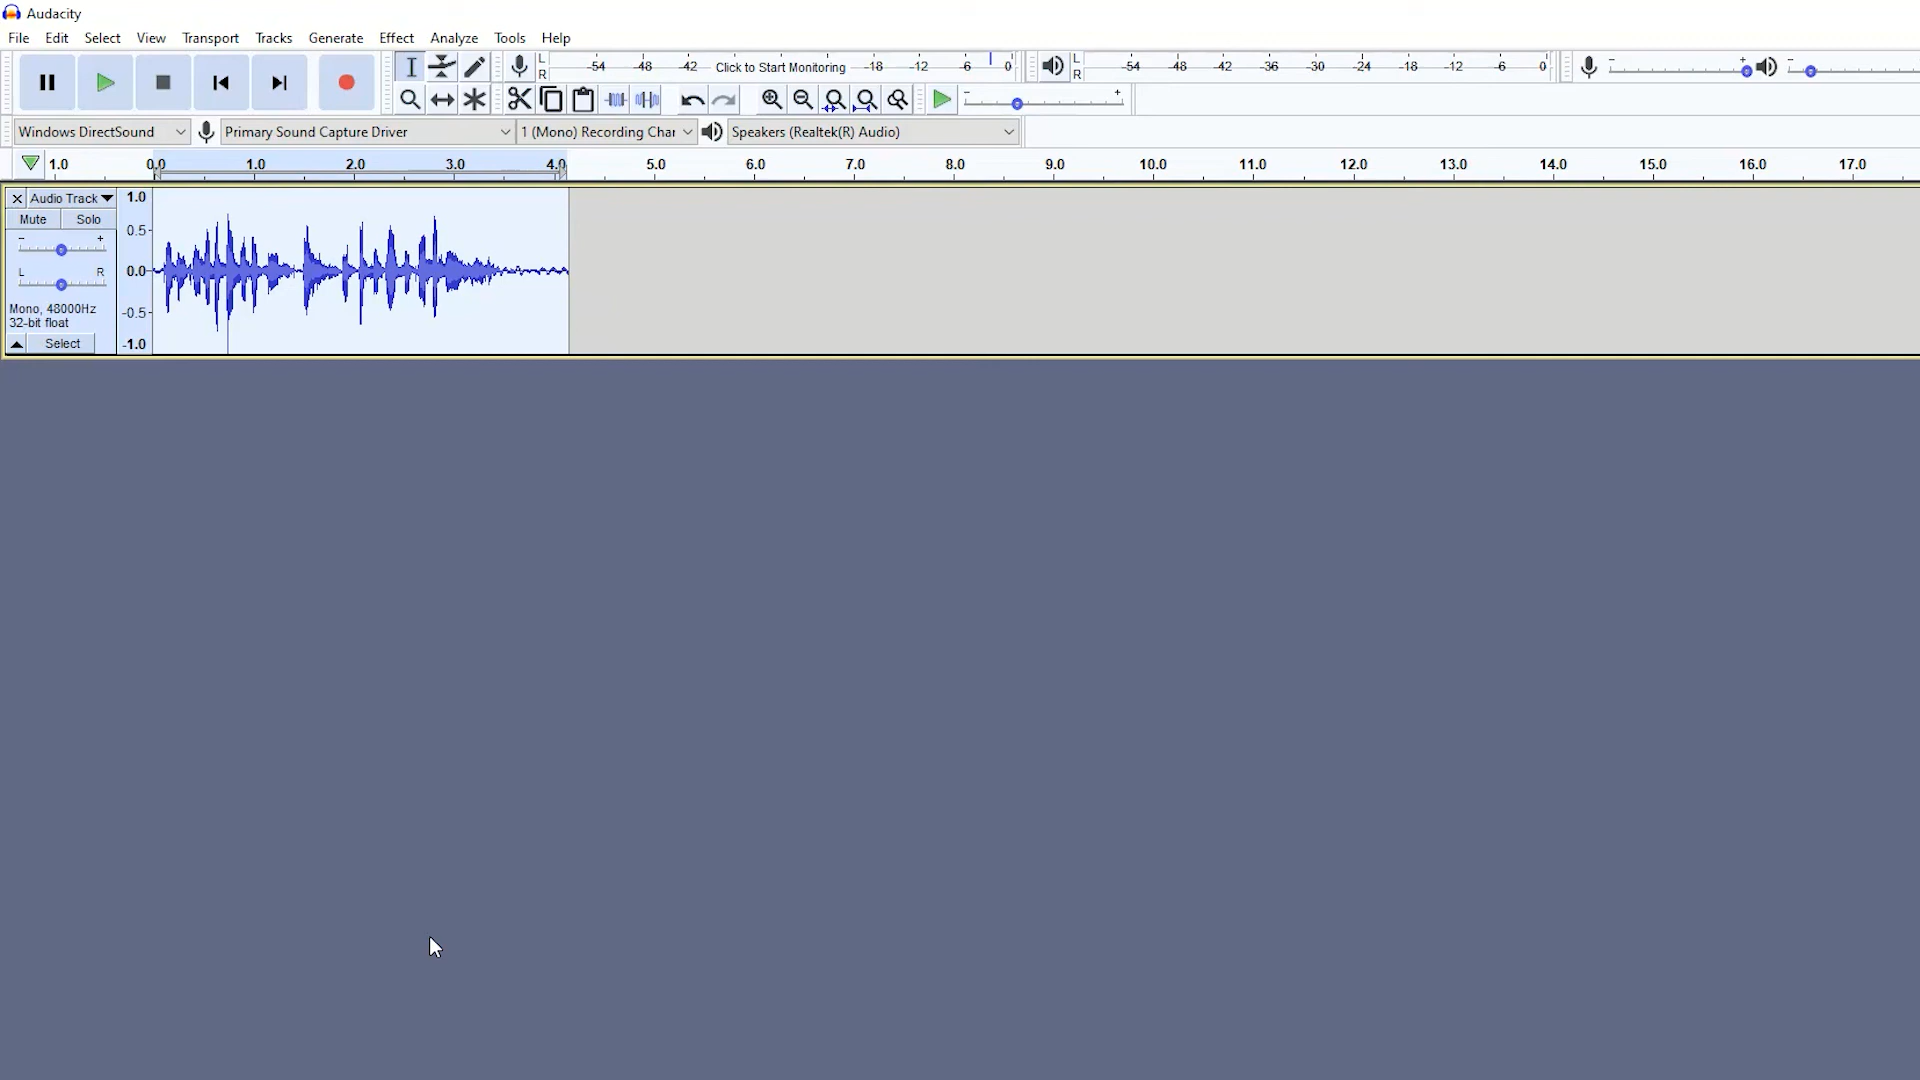 Audacity
File Edit Select View Transport Tracks Generate Effect Analyze Tools Help
L R -54 -48 -42 Click to Start Monitoring -18 -12 -6 0 L R -54 -48 -42 -36 -30 -24 -18 -12 -6 0
Windows DirectSound Primary Sound Capture Driver 1 (Mono) Recording Char Speakers (Realtek(R) Audio)
1.0 0.0 1.0 2.0 3.0 4.0 5.0 6.0 7.0 8.0 9.0 10.0 11.0 12.0 13.0 14.0 15.0 16.0 17.0
Audio Track 1.0
Mute Solo
0.5
L R 0.0
Mono, 48000Hz -0.5
32-bit float
Select -1.0